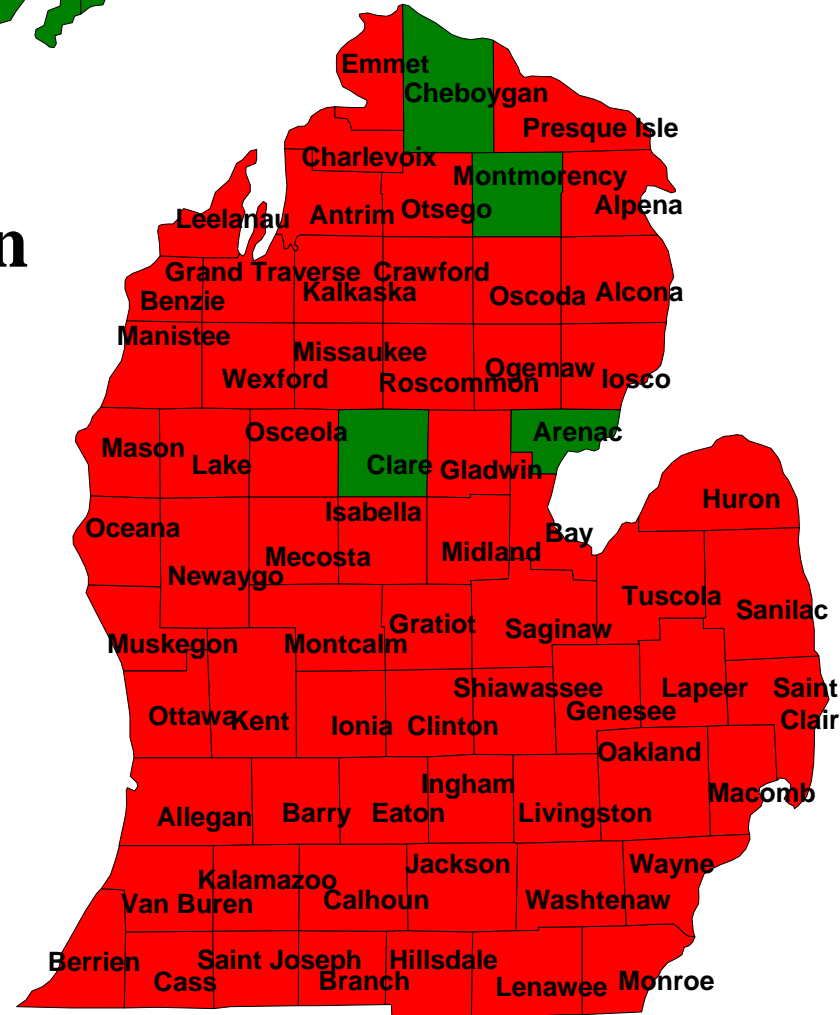 Emmet
Cheboygan
Presque Isle
Charlevoix
Montmorency
Leelanau
Antrim
Otsego
Alpena
n
Grand Traverse
Crawford
Benzie
Kalkaska
Oscoda
Alcona
Manistee
Missaukee
Wexford
Roscommon
Ogemaw
Iosco
Mason
Lake
Osceola
Clare
Gladwin
Arenac
Huron
Oceana
Isabella
Bay
Newaygo
Mecosta
Midland
Tuscola
Sanilac
Muskegon
Montcalm
Gratiot
Saginaw
Ottawa
Kent
Ionia
Clinton
Shiawassee
Genesee
Lapeer
Saint
Clair
Oakland
Macomb
Allegan
Barry
Eaton
Ingham
Livingston
Van Buren
Kalamazoo
Calhoun
Jackson
Washtenaw
Wayne
Berrien
Cass
Saint Joseph
Branch
Hillsdale
Lenawee
Monroe